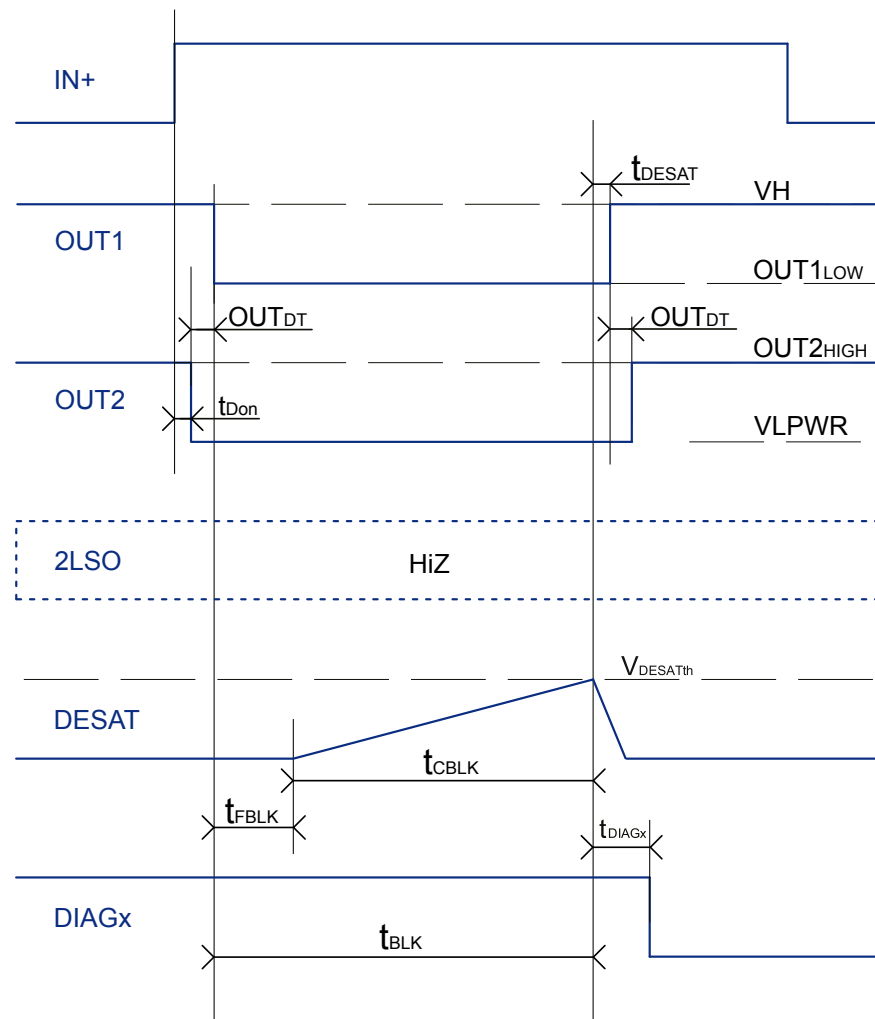 IN+
tDESAT
VH
OUT1
OUT1LOW
OUTDT
OUTDT
OUT2HIGH
OUT2
tDon
VLPWR
2LSO
HiZ
VDESATth
DESAT
tCBLK
tFBLK
tDIAGx
DIAGx
tBLK